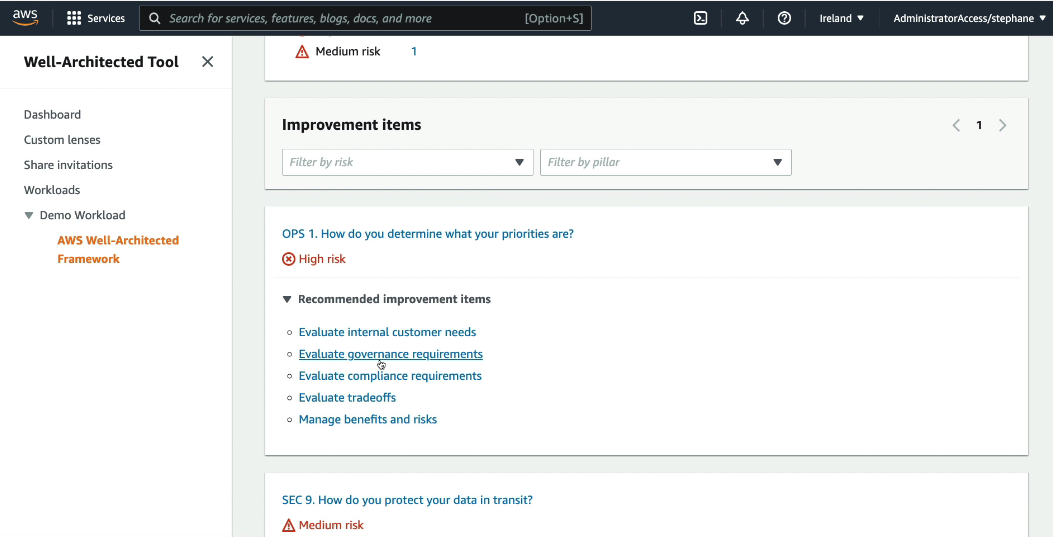 aws
Services
Search for services, features, blogs, docs, and more
[Option+S]
Ireland
AdministratorAccess/stephane
Well-Architected Tool
Dashboard
Custom lenses
Share invitations
Workloads
Demo Workload
AWS Well-Architected
Framework
Medium risk 1
Improvement items
1
Filter by risk
Filter by pillar
OPS 1. How do you determine what your priorities are?
High risk
Recommended improvement items
Evaluate internal customer needs
Evaluate governance requirements
Evaluate compliance requirements
Evaluate tradeoffs
Manage benefits and risks
SEC 9. How do you protect your data in transit?
Medium risk